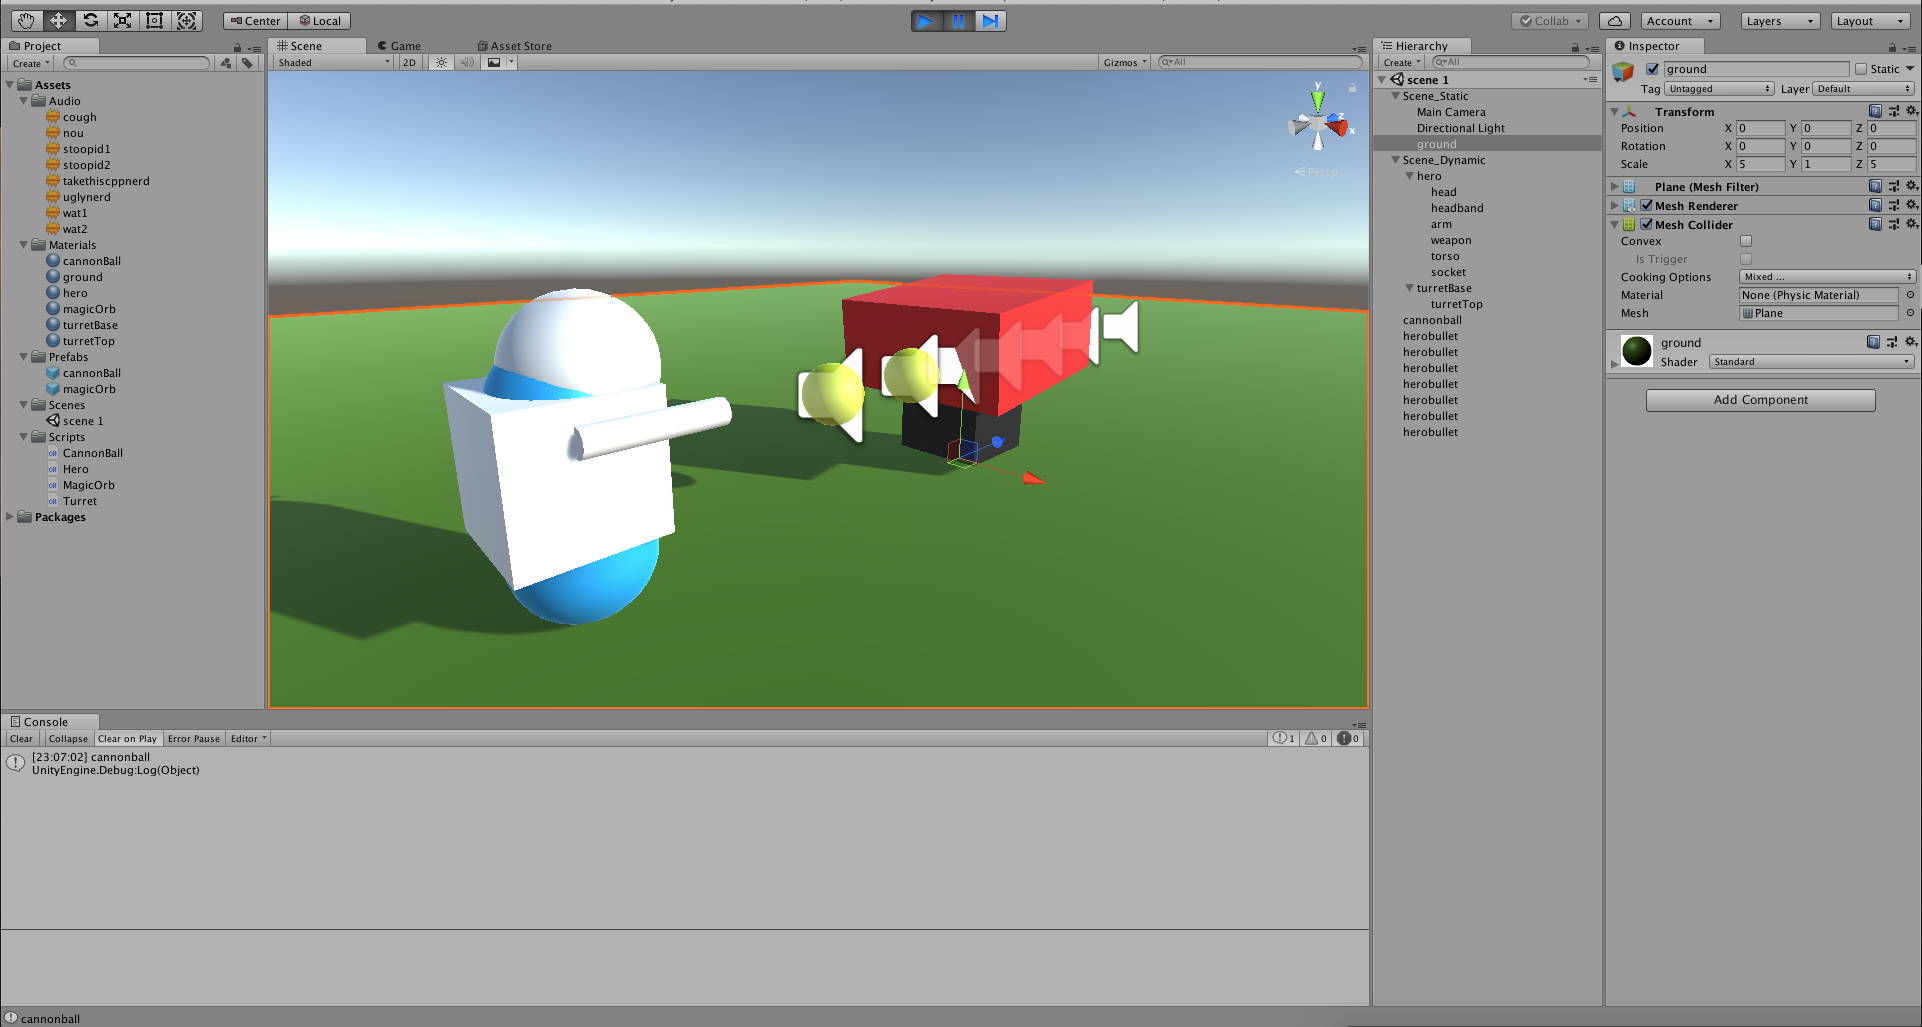 Center Local
Collab Account Layers Layout
Project
Create
Assets
Audio
cough
nou
stoopid1
stoopid2
takethiscppnerd
uglynerd
wat1
wat2
Materials
cannonBall
ground
hero
magicOrb
turretBase
turretTop
Prefabs
cannonBall
magicOrb
Scenes
scene 1
Scripts
CannonBall
Hero
MagicOrb
Turret
Packages
Scene Game Asset Store
Shaded 2D Gizmos All
y
z
x
Persp
Hierarchy
Create All
scene 1
Scene_Static
Main Camera
Directional Light
ground
Scene_Dynamic
hero
head
headband
arm
weapon
torso
socket
turretBase
turretTop
cannonball
herobullet
herobullet
herobullet
herobullet
herobullet
herobullet
herobullet
Inspector
ground Static
Tag Untagged Layer Default
Transform
Position X 0 Y 0 Z 0
Rotation X 0 Y 0 Z 0
Scale X 5 Y 1 Z 5
Plane (Mesh Filter)
Mesh Renderer
Mesh Collider
Convex
Is Trigger
Cooking Options Mixed ...
Material None (Physic Material)
Mesh Plane
ground
Shader Standard
Add Component
Console
Clear Collapse Clear on Play Error Pause Editor 1 0 0
[23:07:02] cannonball
UnityEngine.Debug:Log(Object)
cannonball